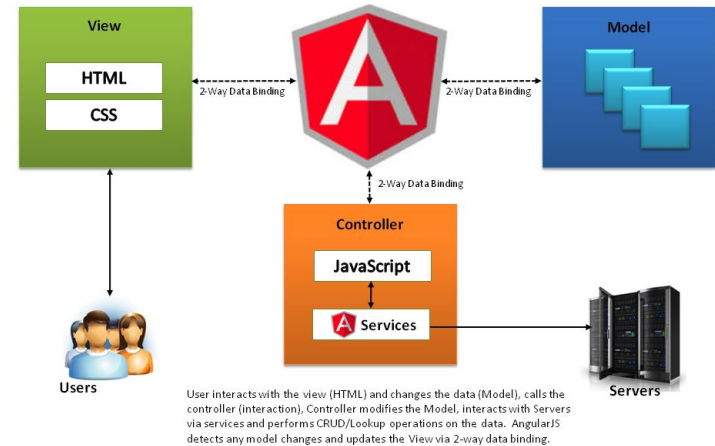 View
HTML
CSS
2-Way Data Binding
A
2-Way Data Binding
Model
2-Way Data Binding
Controller
JavaScript
A Services
Users
Servers
User interacts with the view (HTML) and changes the data (Model), calls the
controller (interaction), Controller modifies the Model, interacts with Servers
via services and performs CRUD/Lookup operations on the data. AngularJS
detects any model changes and updates the View via 2-way data binding.